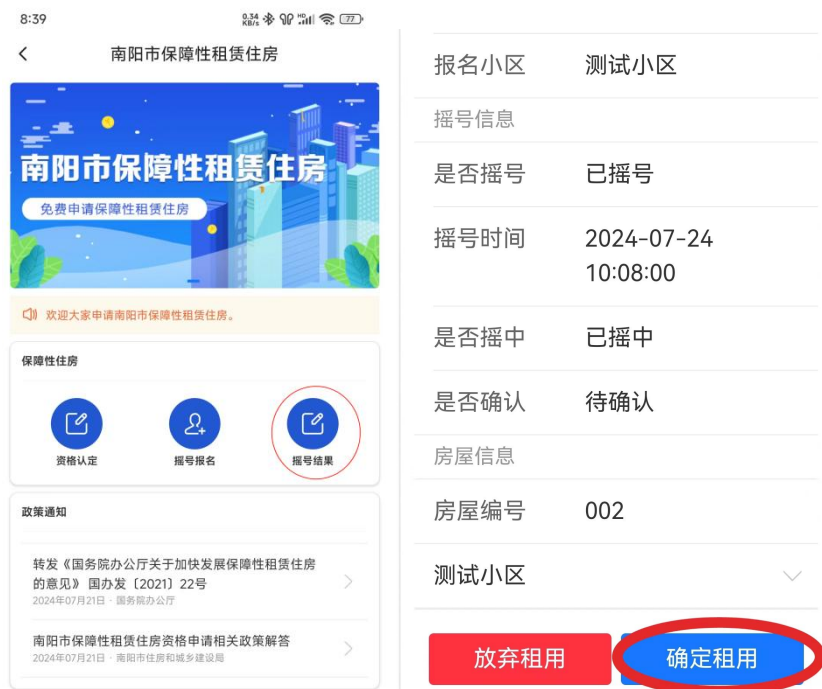 8:39
0.34 KB/s
HD
77
南阳市保障性租赁住房
南阳市保障性租赁住房
免费申请保障性租赁住房
欢迎大家申请南阳市保障性租赁住房。
保障性住房
资格认定
摇号报名
摇号结果
政策通知
转发《国务院办公厅关于加快发展保障性租赁住房
的意见》 国办发〔2021〕22号
2024年07月21日 · 国务院办公厅
南阳市保障性租赁住房资格申请相关政策解答
2024年07月21日 · 南阳市住房和城乡建设局
报名小区 测试小区
摇号信息
是否摇号 已摇号
摇号时间 2024-07-24
10:08:00
是否摇中 已摇中
是否确认 待确认
房屋信息
房屋编号 002
测试小区
放弃租用
确定租用